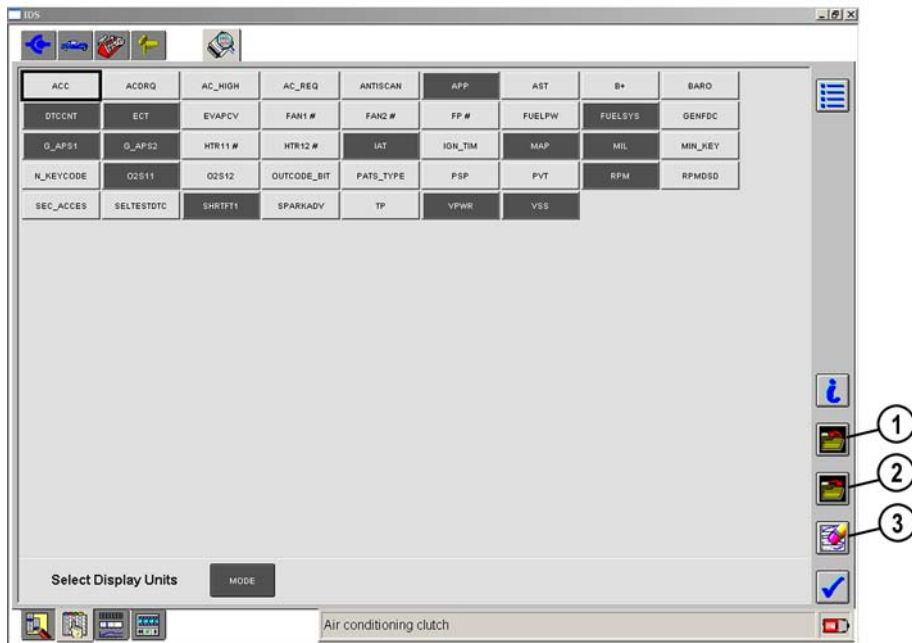 IDS
ACC ACDRQ AC_HIGH AC_REQ ANTISCAN APP AST B+ BARO
DTCCNT ECT EVAPCV FAN1 # FAN2 # FP # FUELPW FUELSYS GENFDC
G_APS1 G_APS2 HTR11 # HTR12 # IAT IGN_TIM MAP MIL MIN_KEY
N_KEYCODE O2S11 O2S12 OUTCODE_BIT PATS_TYPE PSP PVT RPM RPMDSD
SEC_ACCES SELTESTDTC SHRTFT1 SPARKADV TP VPWR VSS
1
2
3
Select Display Units MODE
Air conditioning clutch